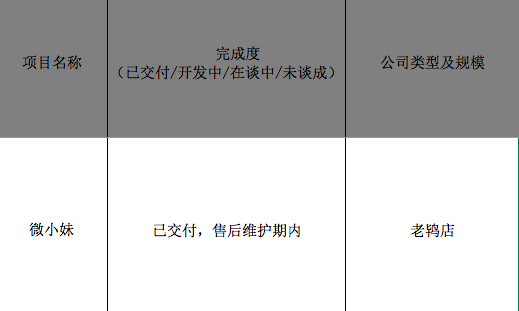 项目名称
完成度
（已交付/开发中/在谈中/未谈成）
公司类型及规模
微小妹
已交付，售后维护期内
老鸨店